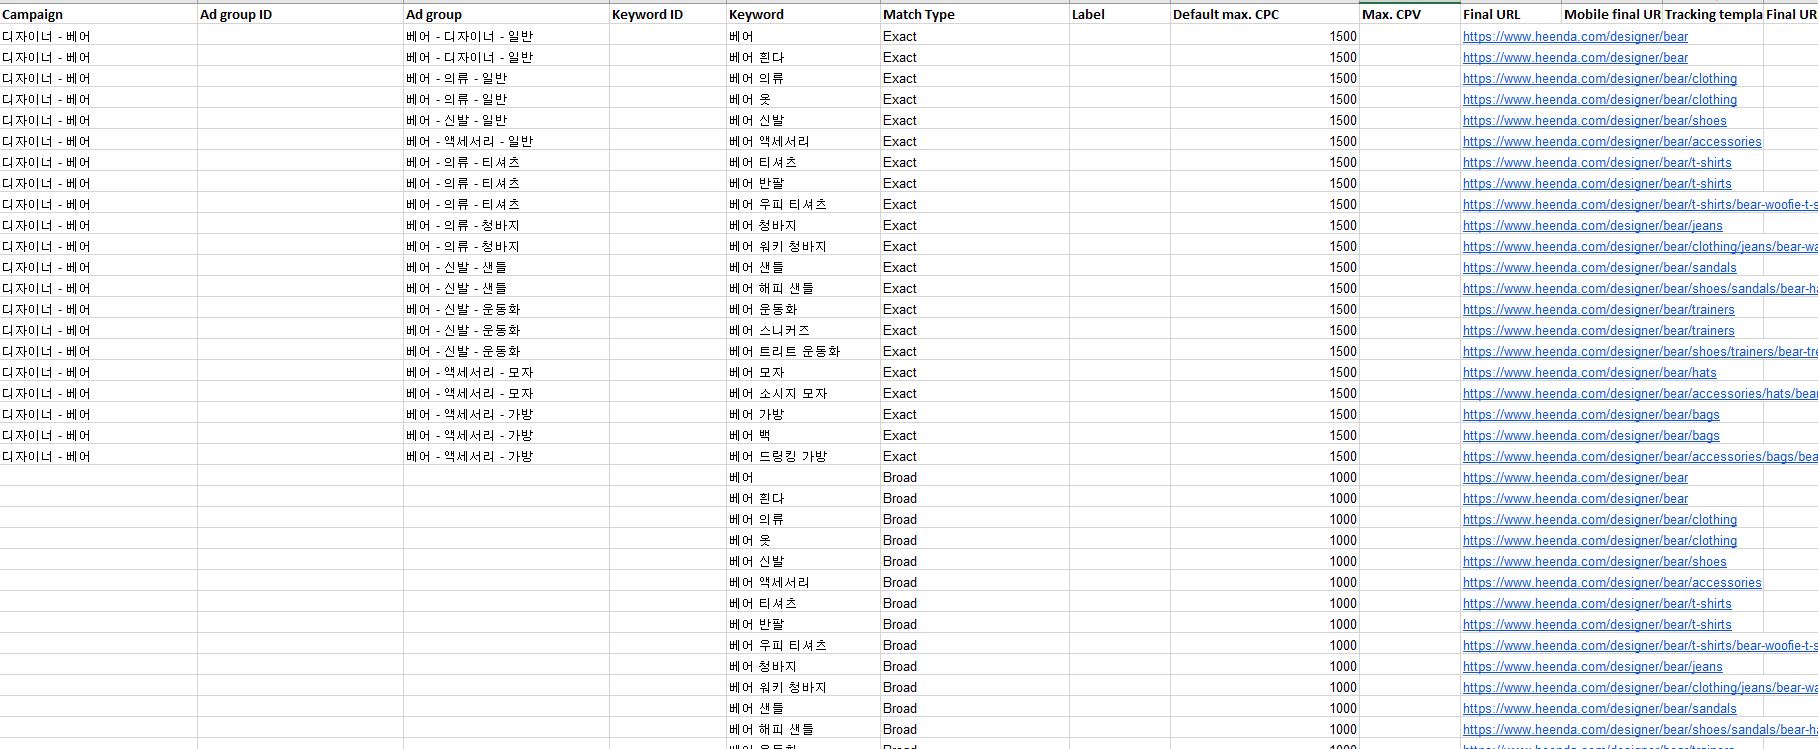 Campaign Ad group ID Ad group Keyword ID Keyword Match Type Label Default max. CPC Max. CPV Final URL Mobile final UR Tracking templa Final UR
디자이너 - 베어 베어 - 디자이너 - 일반 베어 Exact 1500 https://www.heenda.com/designer/bear
디자이너 - 베어 베어 - 디자이너 - 일반 베어 흰다 Exact 1500 https://www.heenda.com/designer/bear
디자이너 - 베어 베어 - 의류 - 일반 베어 의류 Exact 1500 https://www.heenda.com/designer/bear/clothing
디자이너 - 베어 베어 - 의류 - 일반 베어 옷 Exact 1500 https://www.heenda.com/designer/bear/clothing
디자이너 - 베어 베어 - 신발 - 일반 베어 신발 Exact 1500 https://www.heenda.com/designer/bear/shoes
디자이너 - 베어 베어 - 액세서리 - 일반 베어 액세서리 Exact 1500 https://www.heenda.com/designer/bear/accessories
디자이너 - 베어 베어 - 의류 - 티셔츠 베어 티셔츠 Exact 1500 https://www.heenda.com/designer/bear/t-shirts
디자이너 - 베어 베어 - 의류 - 티셔츠 베어 반팔 Exact 1500 https://www.heenda.com/designer/bear/t-shirts
디자이너 - 베어 베어 - 의류 - 티셔츠 베어 우피 티셔츠 Exact 1500 https://www.heenda.com/designer/bear/t-shirts/bear-woofie-t-s
디자이너 - 베어 베어 - 의류 - 청바지 베어 청바지 Exact 1500 https://www.heenda.com/designer/bear/jeans
디자이너 - 베어 베어 - 의류 - 청바지 베어 워키 청바지 Exact 1500 https://www.heenda.com/designer/bear/clothing/jeans/bear-wa
디자이너 - 베어 베어 - 신발 - 샌들 베어 샌들 Exact 1500 https://www.heenda.com/designer/bear/sandals
디자이너 - 베어 베어 - 신발 - 샌들 베어 해피 샌들 Exact 1500 https://www.heenda.com/designer/bear/shoes/sandals/bear-ha
디자이너 - 베어 베어 - 신발 - 운동화 베어 운동화 Exact 1500 https://www.heenda.com/designer/bear/trainers
디자이너 - 베어 베어 - 신발 - 운동화 베어 스니커즈 Exact 1500 https://www.heenda.com/designer/bear/trainers
디자이너 - 베어 베어 - 신발 - 운동화 베어 트리트 운동화 Exact 1500 https://www.heenda.com/designer/bear/shoes/trainers/bear-tre
디자이너 - 베어 베어 - 액세서리 - 모자 베어 모자 Exact 1500 https://www.heenda.com/designer/bear/hats
디자이너 - 베어 베어 - 액세서리 - 모자 베어 소시지 모자 Exact 1500 https://www.heenda.com/designer/bear/accessories/hats/bear
디자이너 - 베어 베어 - 액세서리 - 가방 베어 가방 Exact 1500 https://www.heenda.com/designer/bear/bags
디자이너 - 베어 베어 - 액세서리 - 가방 베어 백 Exact 1500 https://www.heenda.com/designer/bear/bags
디자이너 - 베어 베어 - 액세서리 - 가방 베어 드링킹 가방 Exact 1500 https://www.heenda.com/designer/bear/accessories/bags/bea
베어 Broad 1000 https://www.heenda.com/designer/bear
베어 흰다 Broad 1000 https://www.heenda.com/designer/bear
베어 의류 Broad 1000 https://www.heenda.com/designer/bear/clothing
베어 옷 Broad 1000 https://www.heenda.com/designer/bear/clothing
베어 신발 Broad 1000 https://www.heenda.com/designer/bear/shoes
베어 액세서리 Broad 1000 https://www.heenda.com/designer/bear/accessories
베어 티셔츠 Broad 1000 https://www.heenda.com/designer/bear/t-shirts
베어 반팔 Broad 1000 https://www.heenda.com/designer/bear/t-shirts
베어 우피 티셔츠 Broad 1000 https://www.heenda.com/designer/bear/t-shirts/bear-woofie-t-s
베어 청바지 Broad 1000 https://www.heenda.com/designer/bear/jeans
베어 워키 청바지 Broad 1000 https://www.heenda.com/designer/bear/clothing/jeans/bear-wa
베어 샌들 Broad 1000 https://www.heenda.com/designer/bear/sandals
베어 해피 샌들 Broad 1000 https://www.heenda.com/designer/bear/shoes/sandals/bear-ha